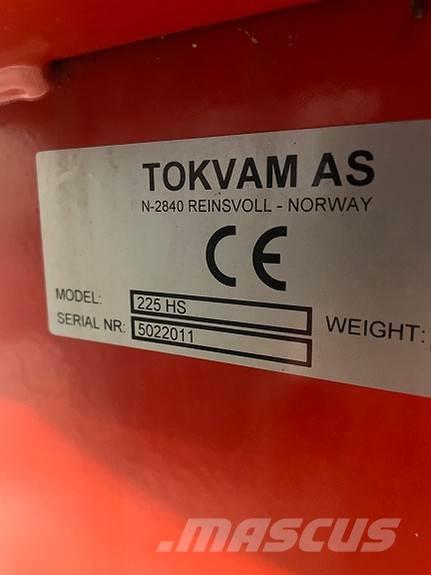 TOKVAM AS
N-2840 REINSVOLL - NORWAY
CE
MODEL: 225 HS
SERIAL NR: 5022011 WEIGHT:
MASCUS